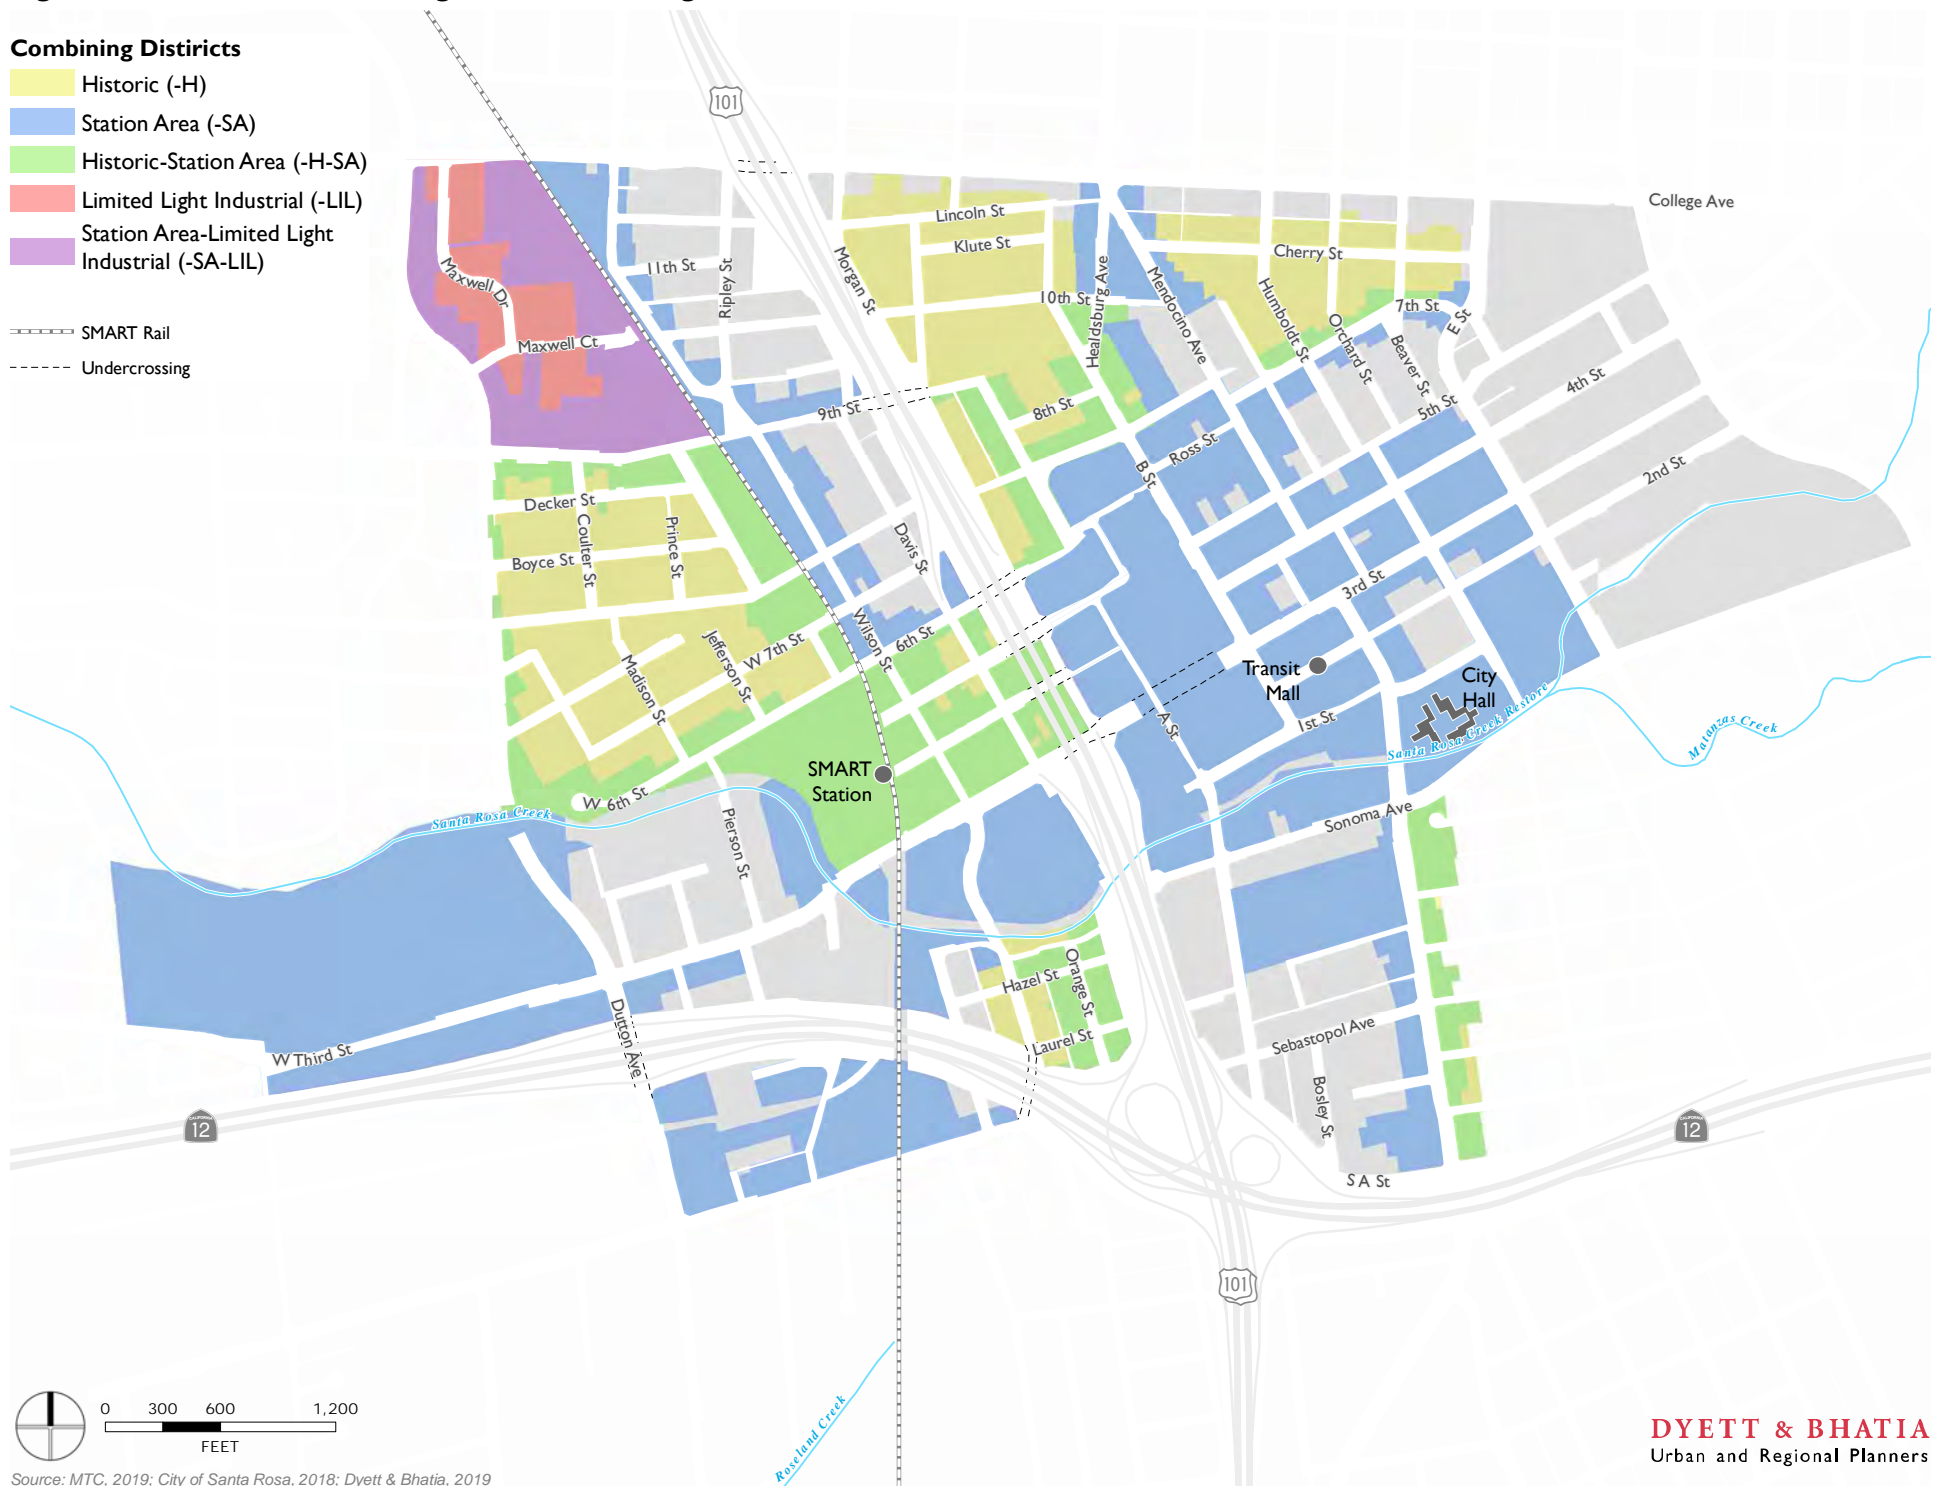 Combining Distiricts
Historic (-H)
Station Area (-SA)
Historic-Station Area (-H-SA)
Limited Light Industrial (-LIL)
Station Area-Limited Light
Industrial (-SA-LIL)
SMART Rail
Undercrossing
101
College Ave
Lincoln St
Klute St
Cherry St
Morgan St
11th St
Ripley St
Maxwell Dr
Maxwell Ct
10th St
Healdsburg Ave
Mendocino Ave
Humboldt St
Orchard St
Beaver St
7th St
E St
4th St
5th St
9th St
8th St
Ross St
B St
2nd St
Decker St
Coulter St
Prince St
Boyce St
Davis St
3rd St
Wilson St
6th St
W 7th St
Jefferson St
Madison St
Transit
Mall
City
Hall
A St
1st St
Santa Rosa Creek Restore
Matanzas Creek
SMART
Station
W 6th St
Santa Rosa Creek
Pierson St
Sonoma Ave
Hazel St
Orange St
Laurel St
Dutton Ave
W Third St
Sebastopol Ave
Bosley St
S A St
CALIFORNIA
12
CALIFORNIA
12
101
Roseland Creek
0 300 600 1,200
FEET
DYETT & BHATIA
Urban and Regional Planners
Source: MTC, 2019; City of Santa Rosa, 2018; Dyett & Bhatia, 2019